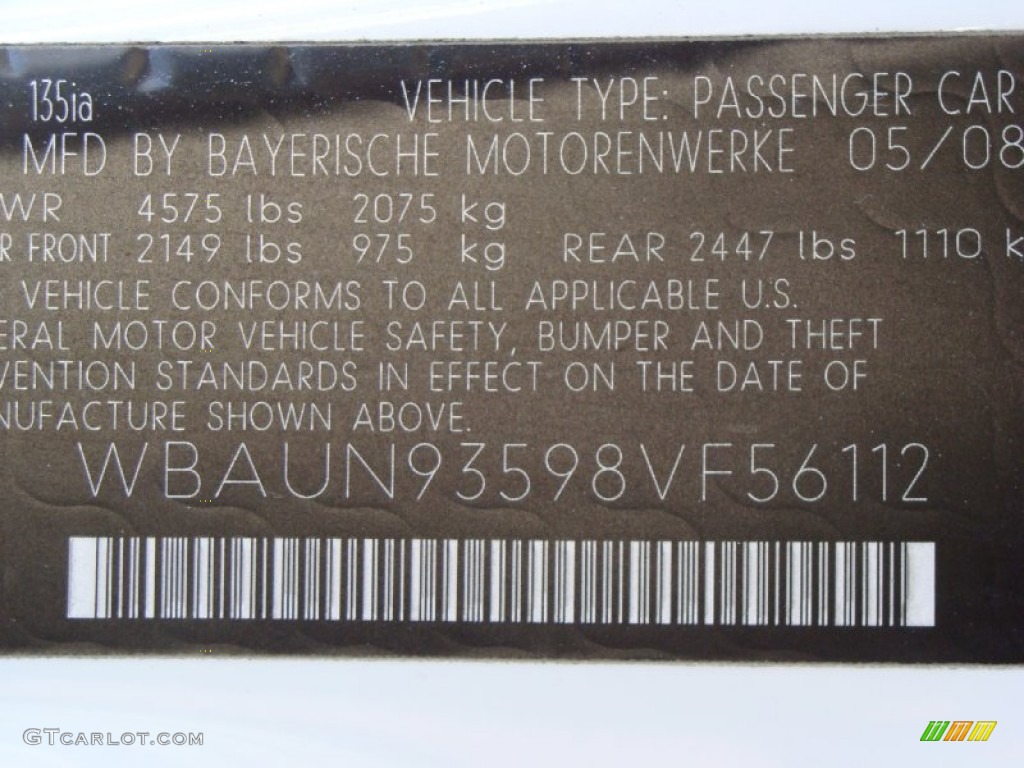 135ia VEHICLE TYPE: PASSENGER CAR
MFD BY BAYERISCHE MOTORENWERKE 05/08
WR 4575 lbs 2075 kg
R FRONT 2149 lbs 975 kg REAR 2447 lbs 1110 k
VEHICLE CONFORMS TO ALL APPLICABLE U.S.
ERAL MOTOR VEHICLE SAFETY, BUMPER AND THEFT
VENTION STANDARDS IN EFFECT ON THE DATE OF
NUFACTURE SHOWN ABOVE.
WBAUN93598VF56112
GTCARLOT.COM